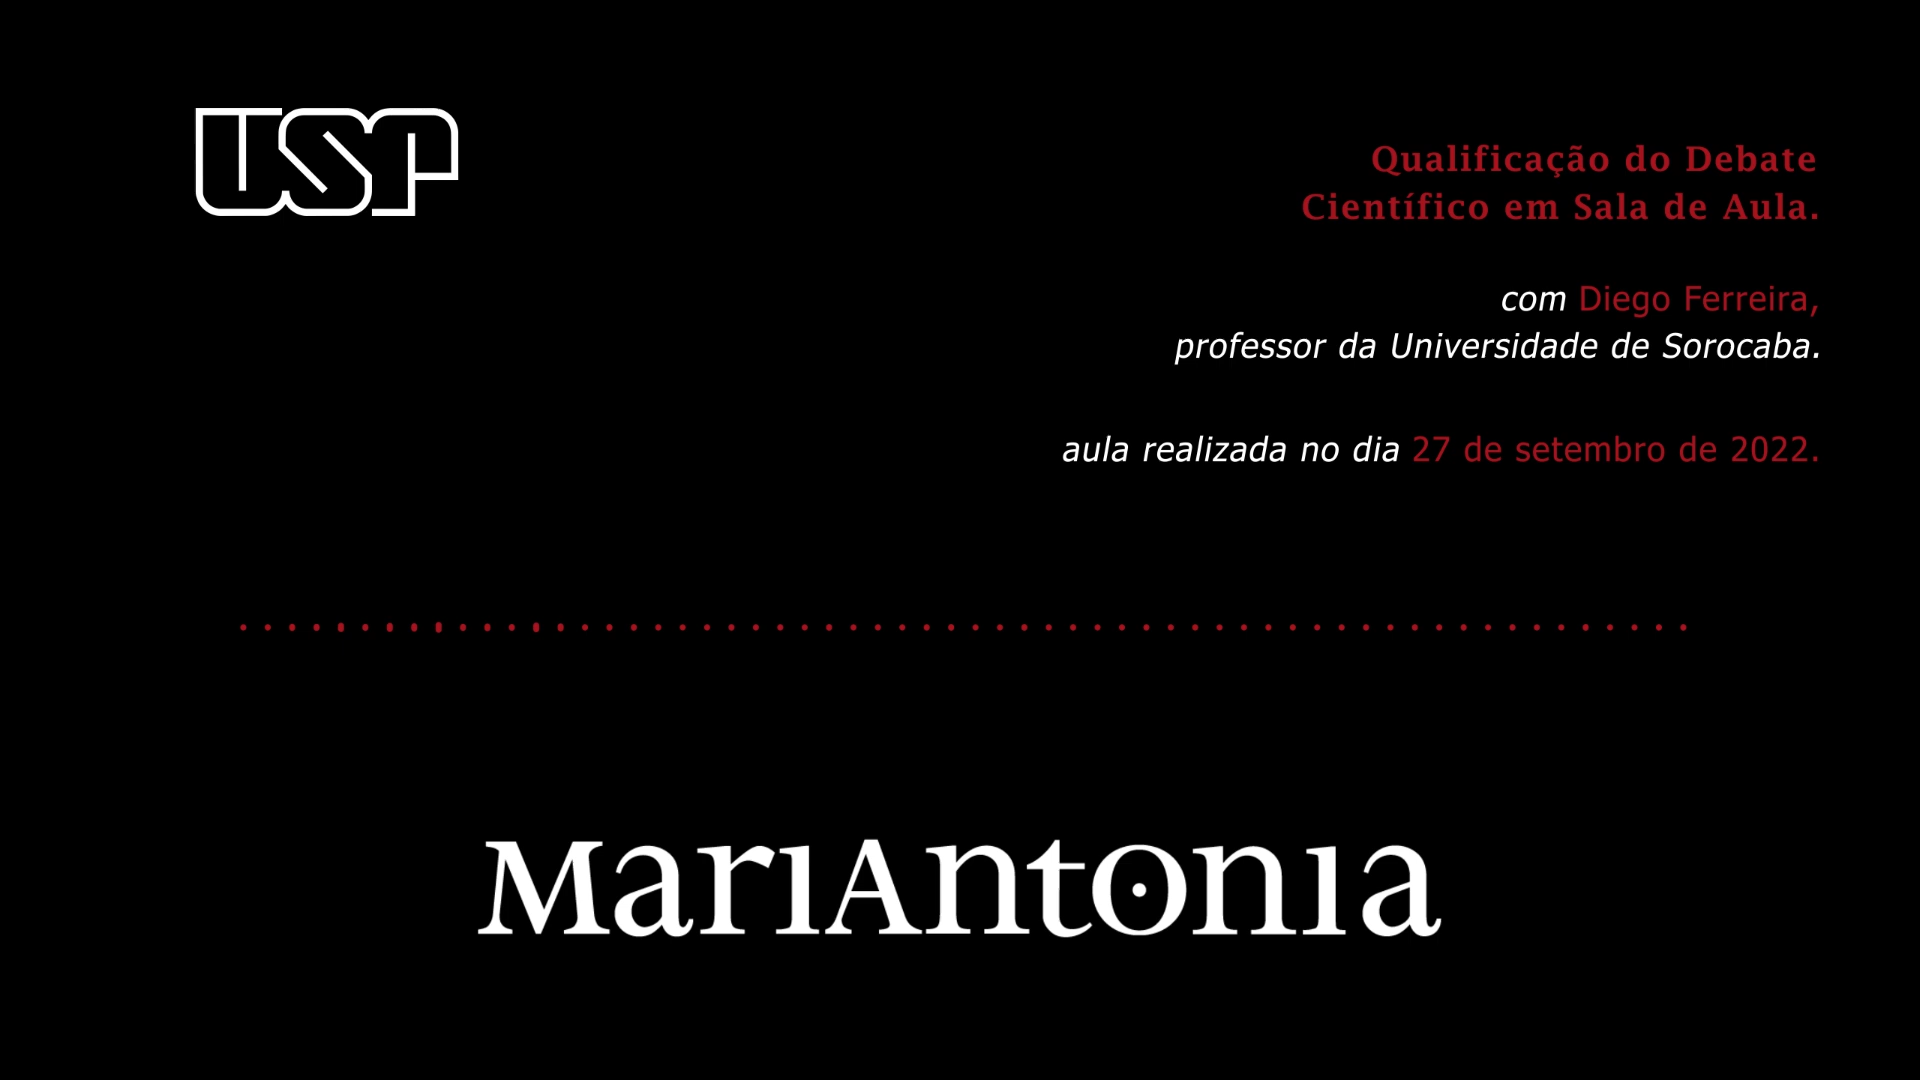 USP
Qualificação do Debate
Científico em Sala de Aula.
com Diego Ferreira,
professor da Universidade de Sorocaba.
aula realizada no dia 27 de setembro de 2022.
MariAntonia